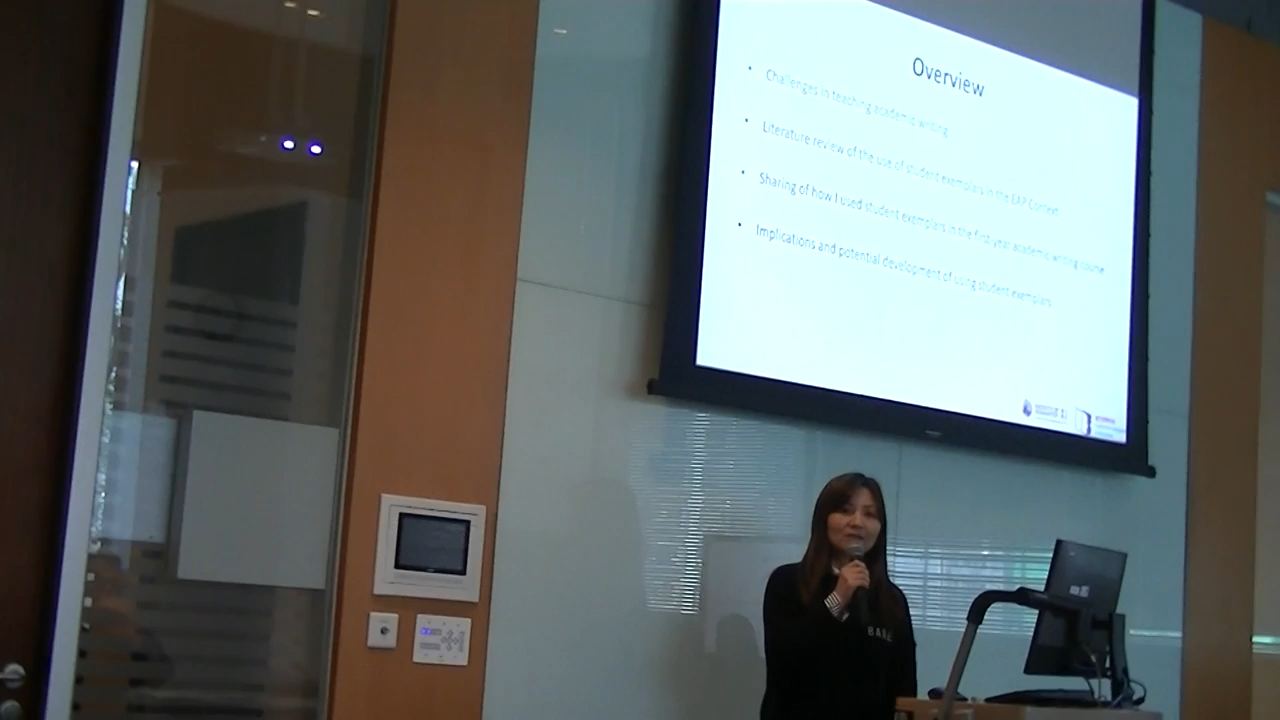 Overview
• Challenges in teaching academic writing
• Literature review of the use of student exemplars in the EAP Context
• Sharing of how I used student exemplars in the first-year academic writing course
• Implications and potential development of using student exemplars